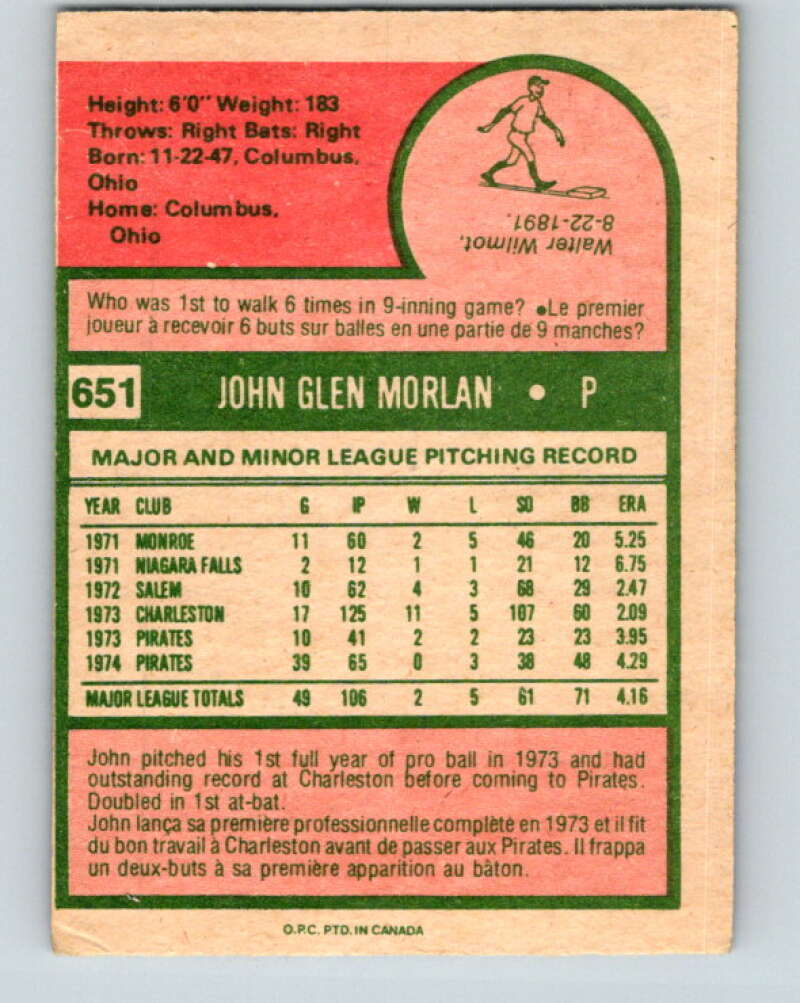 Height: 6'0" Weight: 183
Throws: Right Bats: Right
Born: 11-22-47, Columbus,
Ohio
Home: Columbus,
Ohio
Walter Wilmot,
8-22-1891.
Who was 1st to walk 6 times in 9-inning game? •Le premier
joueur à recevoir 6 buts sur balles en une partie de 9 manches?
651 JOHN GLEN MORLAN • P
MAJOR AND MINOR LEAGUE PITCHING RECORD
YEAR CLUB G IP W L SO BB ERA
1971 MONROE 11 60 2 5 46 20 5.25
1971 NIAGARA FALLS 2 12 1 1 21 12 6.75
1972 SALEM 10 62 4 3 68 29 2.47
1973 CHARLESTON 17 125 11 5 107 60 2.09
1973 PIRATES 10 41 2 2 23 23 3.95
1974 PIRATES 39 65 0 3 38 48 4.29
MAJOR LEAGUE TOTALS 49 106 2 5 61 71 4.16
John pitched his 1st full year of pro ball in 1973 and had
outstanding record at Charleston before coming to Pirates.
Doubled in 1st at-bat.
John lança sa première professionnelle complète en 1973 et il fit
du bon travail à Charleston avant de passer aux Pirates. Il frappa
un deux-buts à sa première apparition au bâton.
O.P.C. PTD. IN CANADA